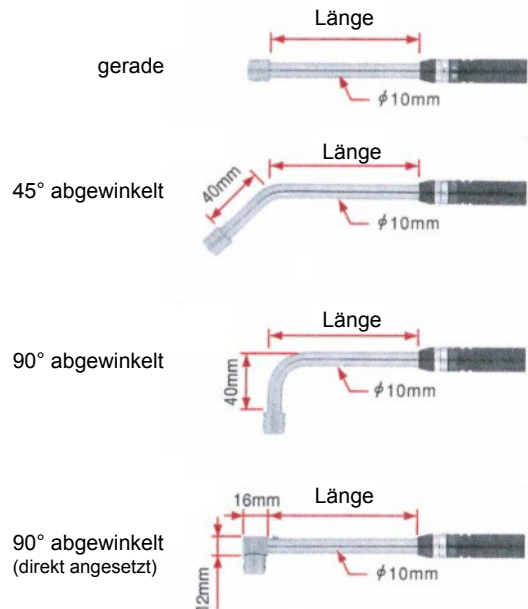 Länge
gerade
ϕ10mm
Länge
45° abgewinkelt
40mm
ϕ10mm
Länge
90° abgewinkelt
40mm
ϕ10mm
16mm
Länge
90° abgewinkelt
(direkt angesetzt)
12mm
ϕ10mm